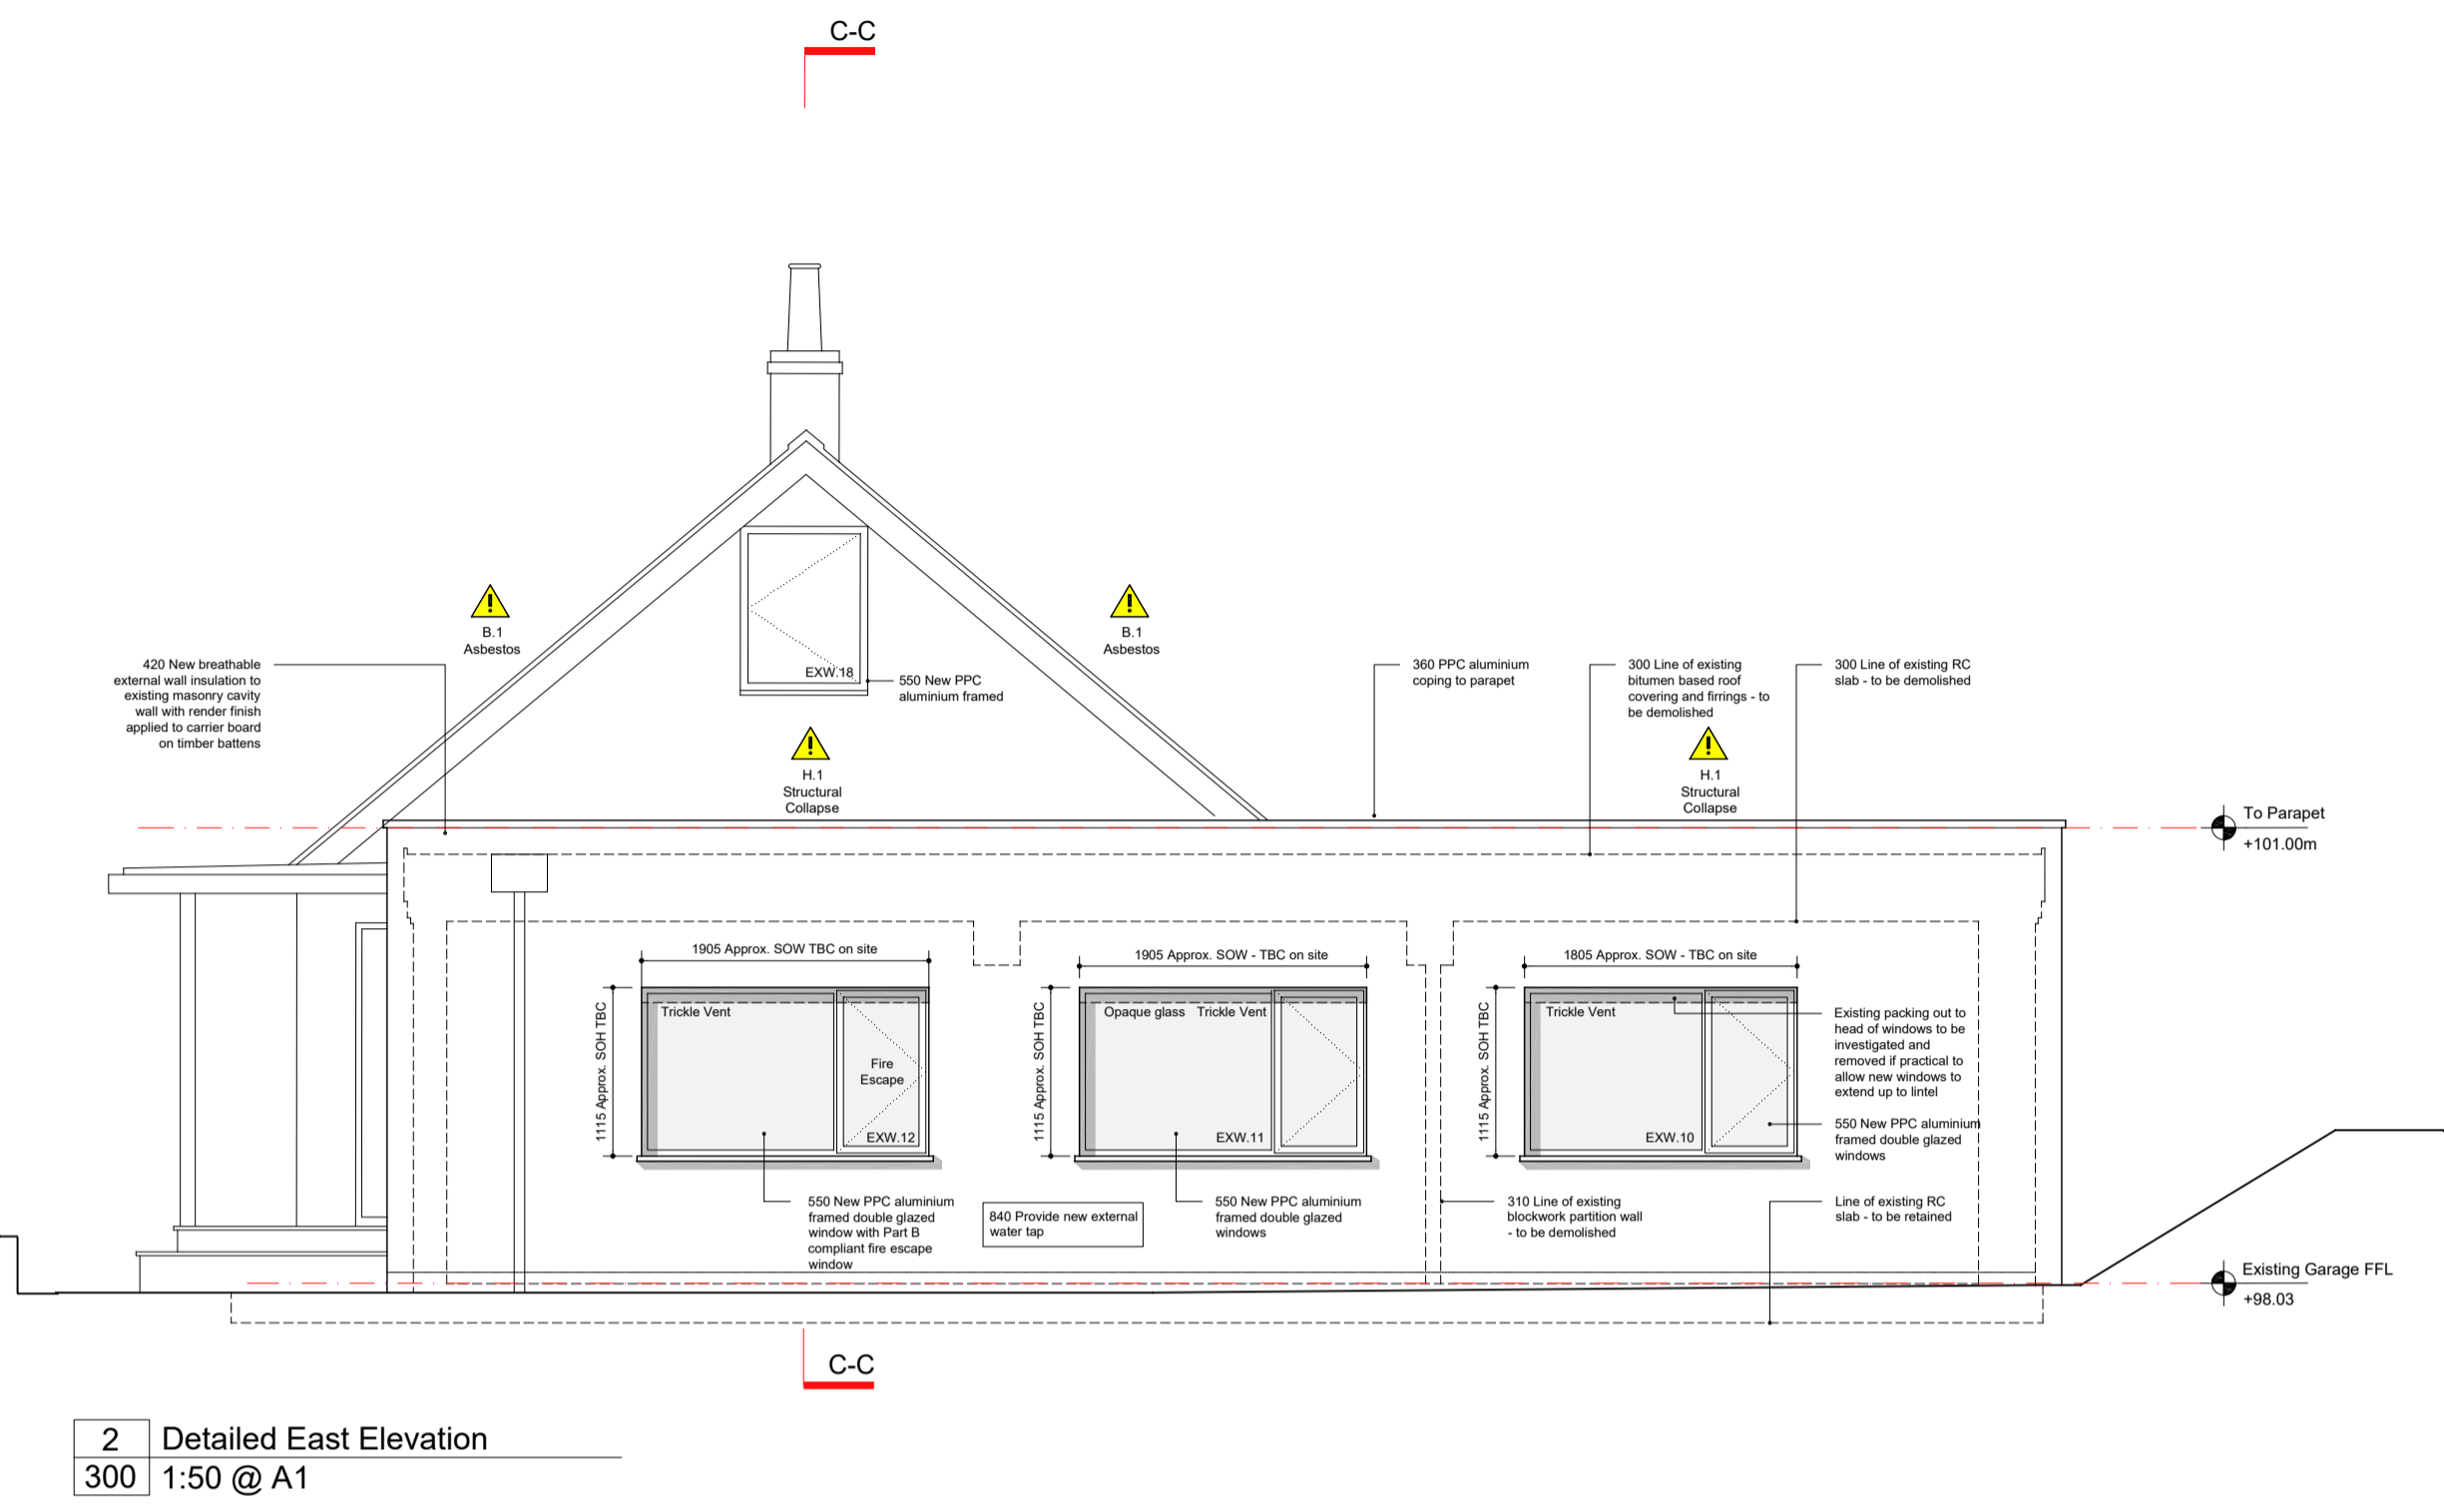 C-C
B.1
Asbestos
B.1
Asbestos
420 New breathable
external wall insulation to
existing masonry cavity
wall with render finish
applied to carrier board
on timber battens
EXW.18
550 New PPC
aluminium framed
360 PPC aluminium
coping to parapet
300 Line of existing
bitumen based roof
covering and firrings - to
be demolished
300 Line of existing RC
slab - to be demolished
H.1
Structural
Collapse
H.1
Structural
Collapse
To Parapet
+101.00m
1905 Approx. SOW TBC on site
1905 Approx. SOW - TBC on site
1805 Approx. SOW - TBC on site
1115 Approx. SOH TBC
Trickle Vent
Fire
Escape
EXW.12
1115 Approx. SOH TBC
Opaque glass Trickle Vent
EXW.11
1115 Approx. SOH TBC
Trickle Vent
EXW.10
Existing packing out to
head of windows to be
investigated and
removed if practical to
allow new windows to
extend up to lintel
550 New PPC aluminium
framed double glazed
windows
550 New PPC aluminium
framed double glazed
window with Part B
compliant fire escape
window
840 Provide new external
water tap
550 New PPC aluminium
framed double glazed
windows
310 Line of existing
blockwork partition wall
- to be demolished
Line of existing RC
slab - to be retained
Existing Garage FFL
+98.03
C-C
2 Detailed East Elevation
300 1:50 @ A1